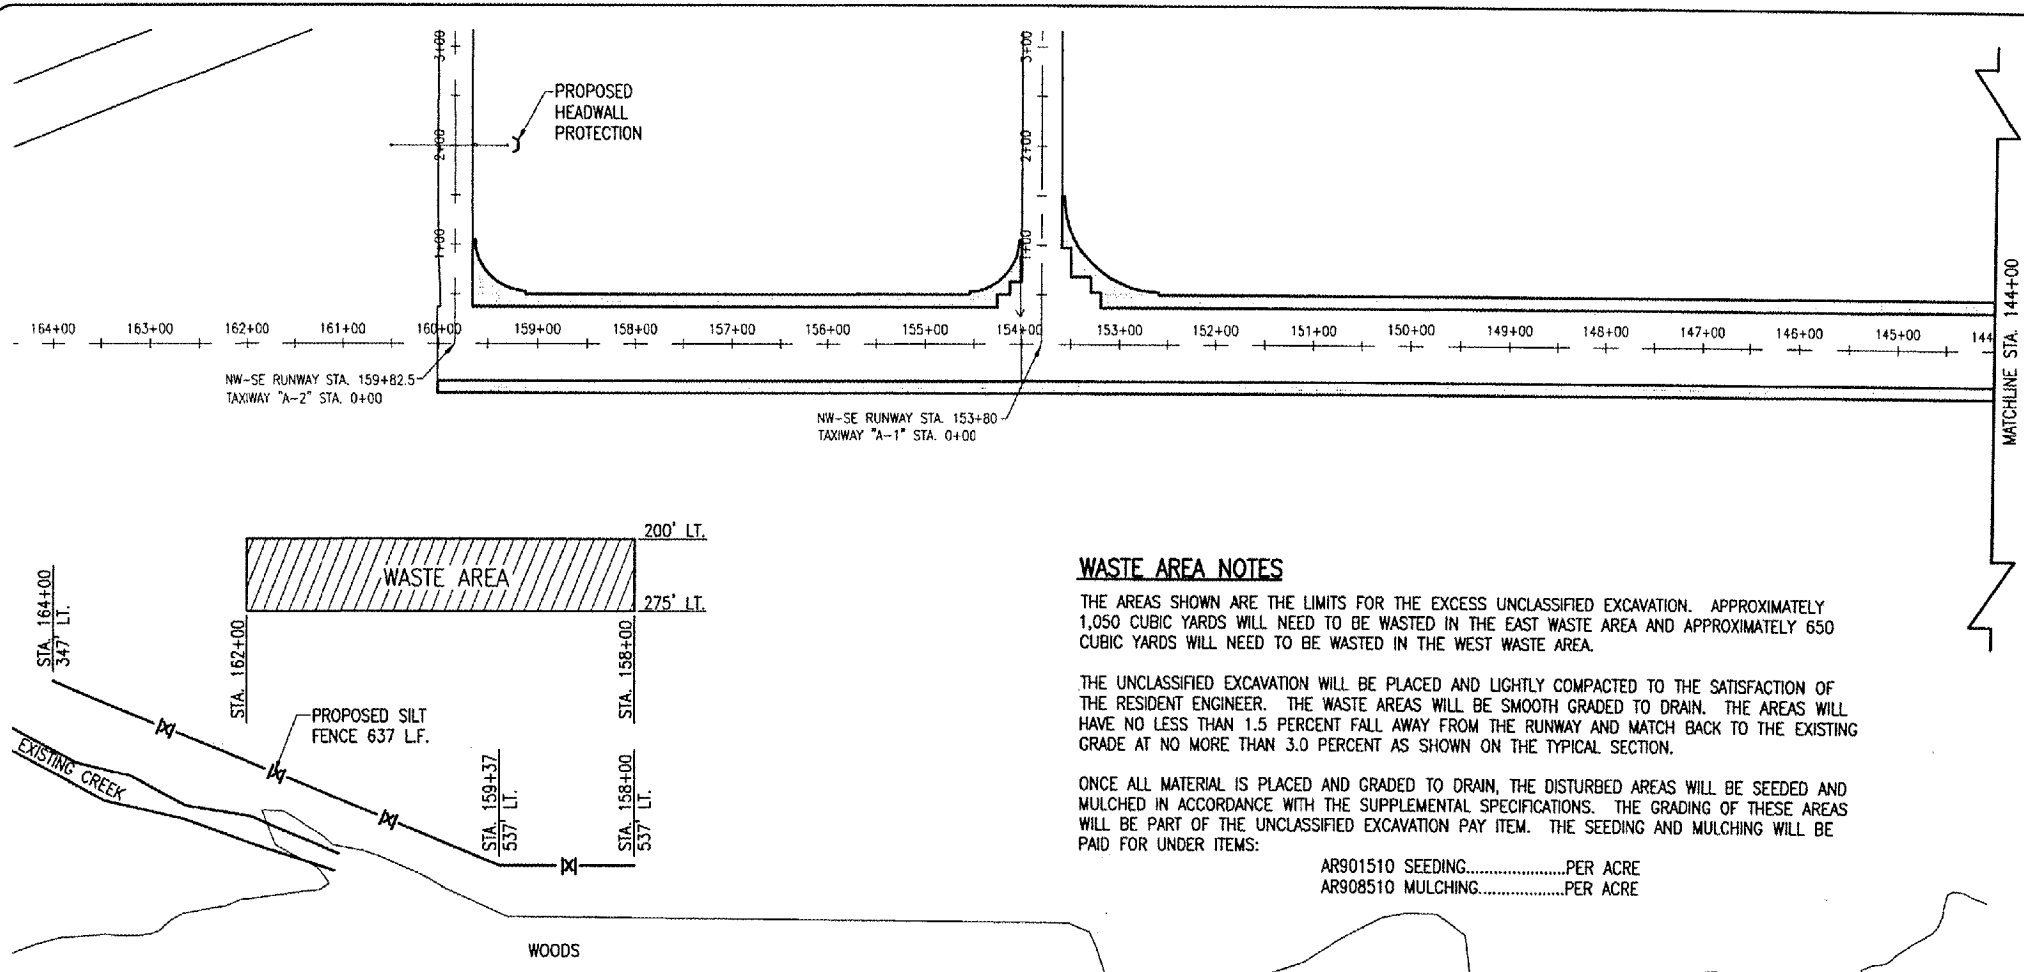 3+00
2+00
1+00
3+00
2+00
1+00
PROPOSED
HEADWALL
PROTECTION
164+00 163+00 162+00 161+00 160+00 159+00 158+00 157+00 156+00 155+00 154+00 153+00 152+00 151+00 150+00 149+00 148+00 147+00 146+00 145+00 144
MATCHLINE STA. 144+00
NW-SE RUNWAY STA. 159+82.5
TAXIWAY "A-2" STA. 0+00
NW-SE RUNWAY STA. 153+80
TAXIWAY "A-1" STA. 0+00
200' LT.
WASTE AREA
275' LT.
STA. 164+00
347' LT.
STA. 162+00
STA. 158+00
PROPOSED SILT
FENCE 637 L.F.
EXISTING CREEK
STA. 159+37
537' LT.
STA. 158+00
537' LT.
WOODS
WASTE AREA NOTES
THE AREAS SHOWN ARE THE LIMITS FOR THE EXCESS UNCLASSIFIED EXCAVATION. APPROXIMATELY
1,050 CUBIC YARDS WILL NEED TO BE WASTED IN THE EAST WASTE AREA AND APPROXIMATELY 650
CUBIC YARDS WILL NEED TO BE WASTED IN THE WEST WASTE AREA.
THE UNCLASSIFIED EXCAVATION WILL BE PLACED AND LIGHTLY COMPACTED TO THE SATISFACTION OF
THE RESIDENT ENGINEER. THE WASTE AREAS WILL BE SMOOTH GRADED TO DRAIN. THE AREAS WILL
HAVE NO LESS THAN 1.5 PERCENT FALL AWAY FROM THE RUNWAY AND MATCH BACK TO THE EXISTING
GRADE AT NO MORE THAN 3.0 PERCENT AS SHOWN ON THE TYPICAL SECTION.
ONCE ALL MATERIAL IS PLACED AND GRADED TO DRAIN, THE DISTURBED AREAS WILL BE SEEDED AND
MULCHED IN ACCORDANCE WITH THE SUPPLEMENTAL SPECIFICATIONS. THE GRADING OF THESE AREAS
WILL BE PART OF THE UNCLASSIFIED EXCAVATION PAY ITEM. THE SEEDING AND MULCHING WILL BE
PAID FOR UNDER ITEMS:
AR901510 SEEDING.....................PER ACRE
AR908510 MULCHING..................PER ACRE